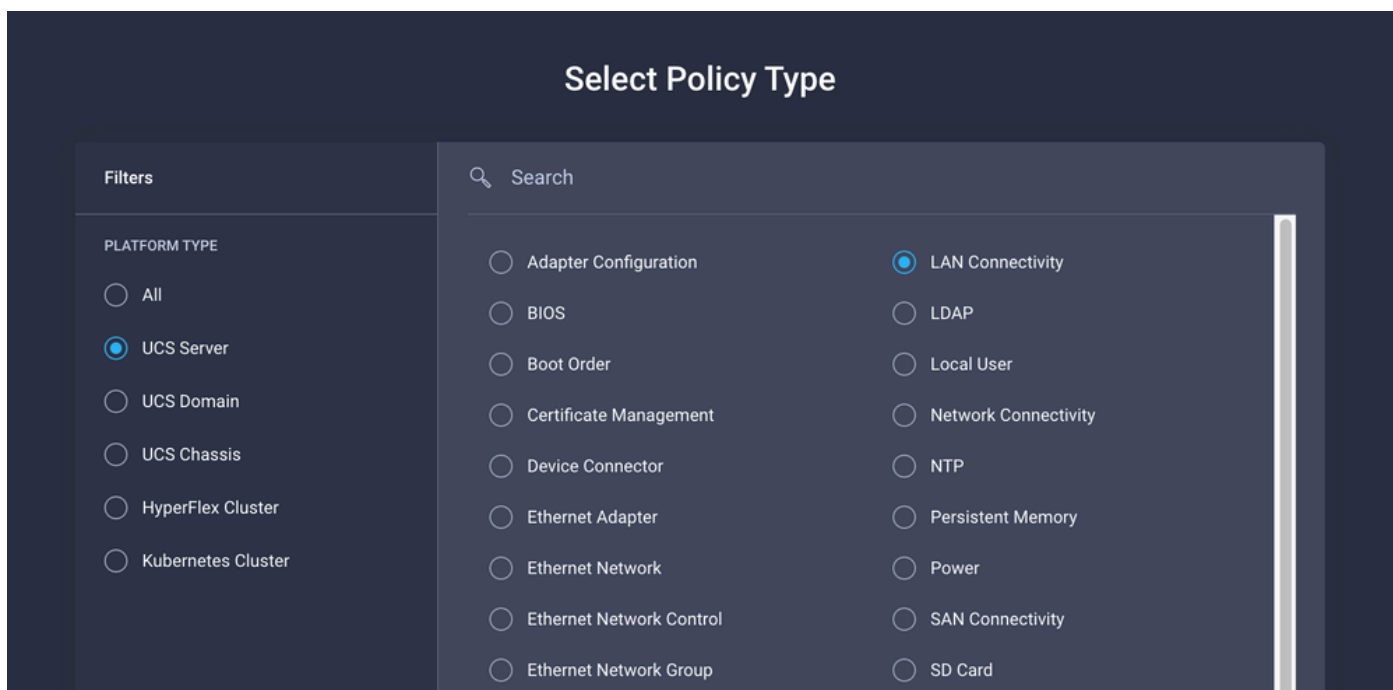 Select Policy Type
Filters
Search
PLATFORM TYPE
All
UCS Server
UCS Domain
UCS Chassis
HyperFlex Cluster
Kubernetes Cluster
Adapter Configuration
BIOS
Boot Order
Certificate Management
Device Connector
Ethernet Adapter
Ethernet Network
Ethernet Network Control
Ethernet Network Group
LAN Connectivity
LDAP
Local User
Network Connectivity
NTP
Persistent Memory
Power
SAN Connectivity
SD Card